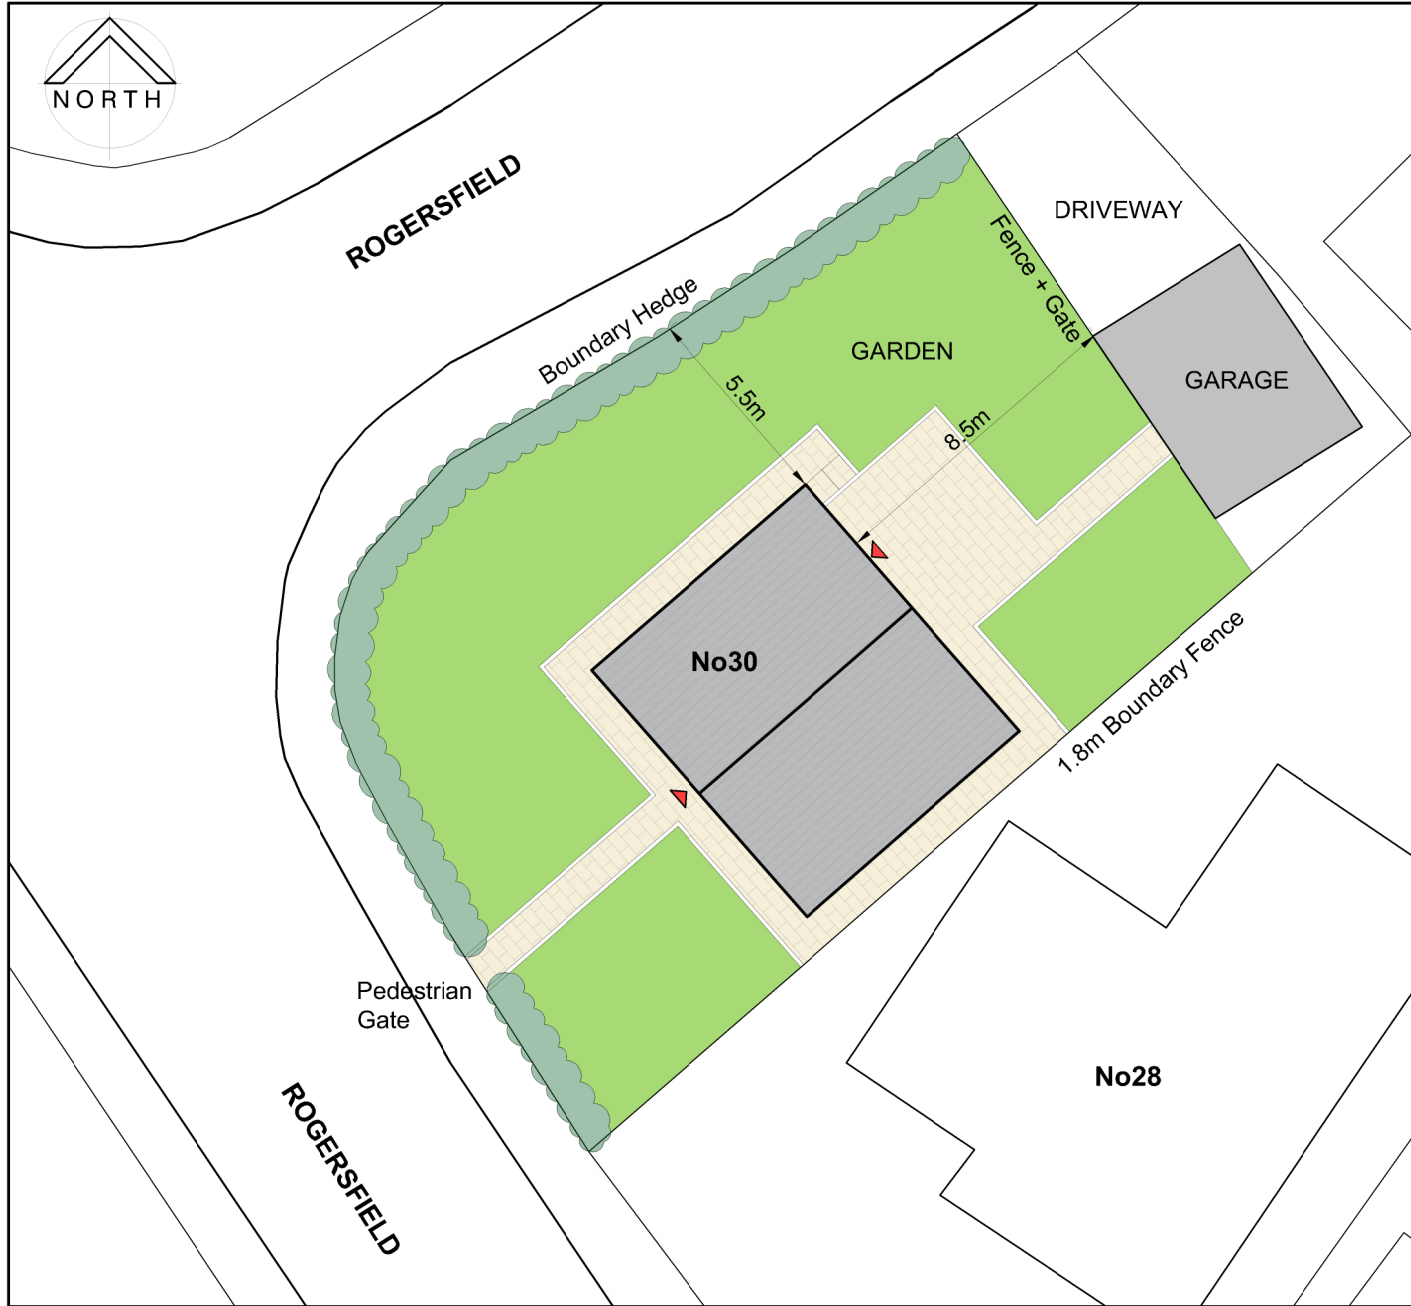 NORTH
ROGERSFIELD
DRIVEWAY
Fence + Gate
Boundary Hedge
GARDEN
5.5m
GARAGE
8.5m
No30
1.8m Boundary Fence
Pedestrian
Gate
No28
ROGERSFIELD